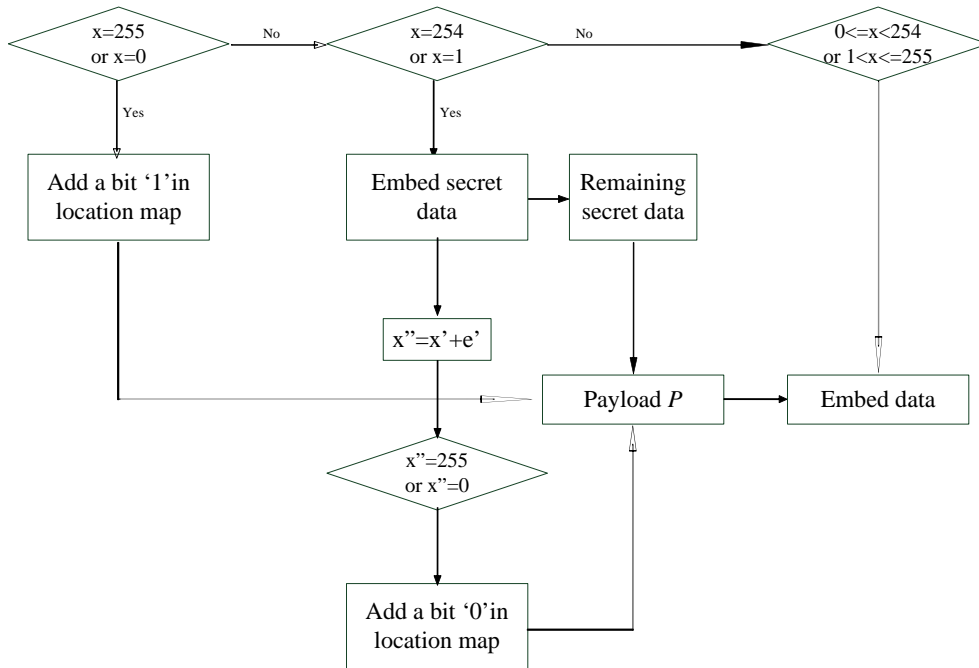 x=255
or x=0
No
x=254
or x=1
No
0<=x<254
or 1<x<=255
Yes
Yes
Add a bit ‘1’in
location map
Embed secret
data
Remaining
secret data
x”=x’+e’
Payload P
Embed data
x”=255
or x”=0
Add a bit ‘0’in
location map